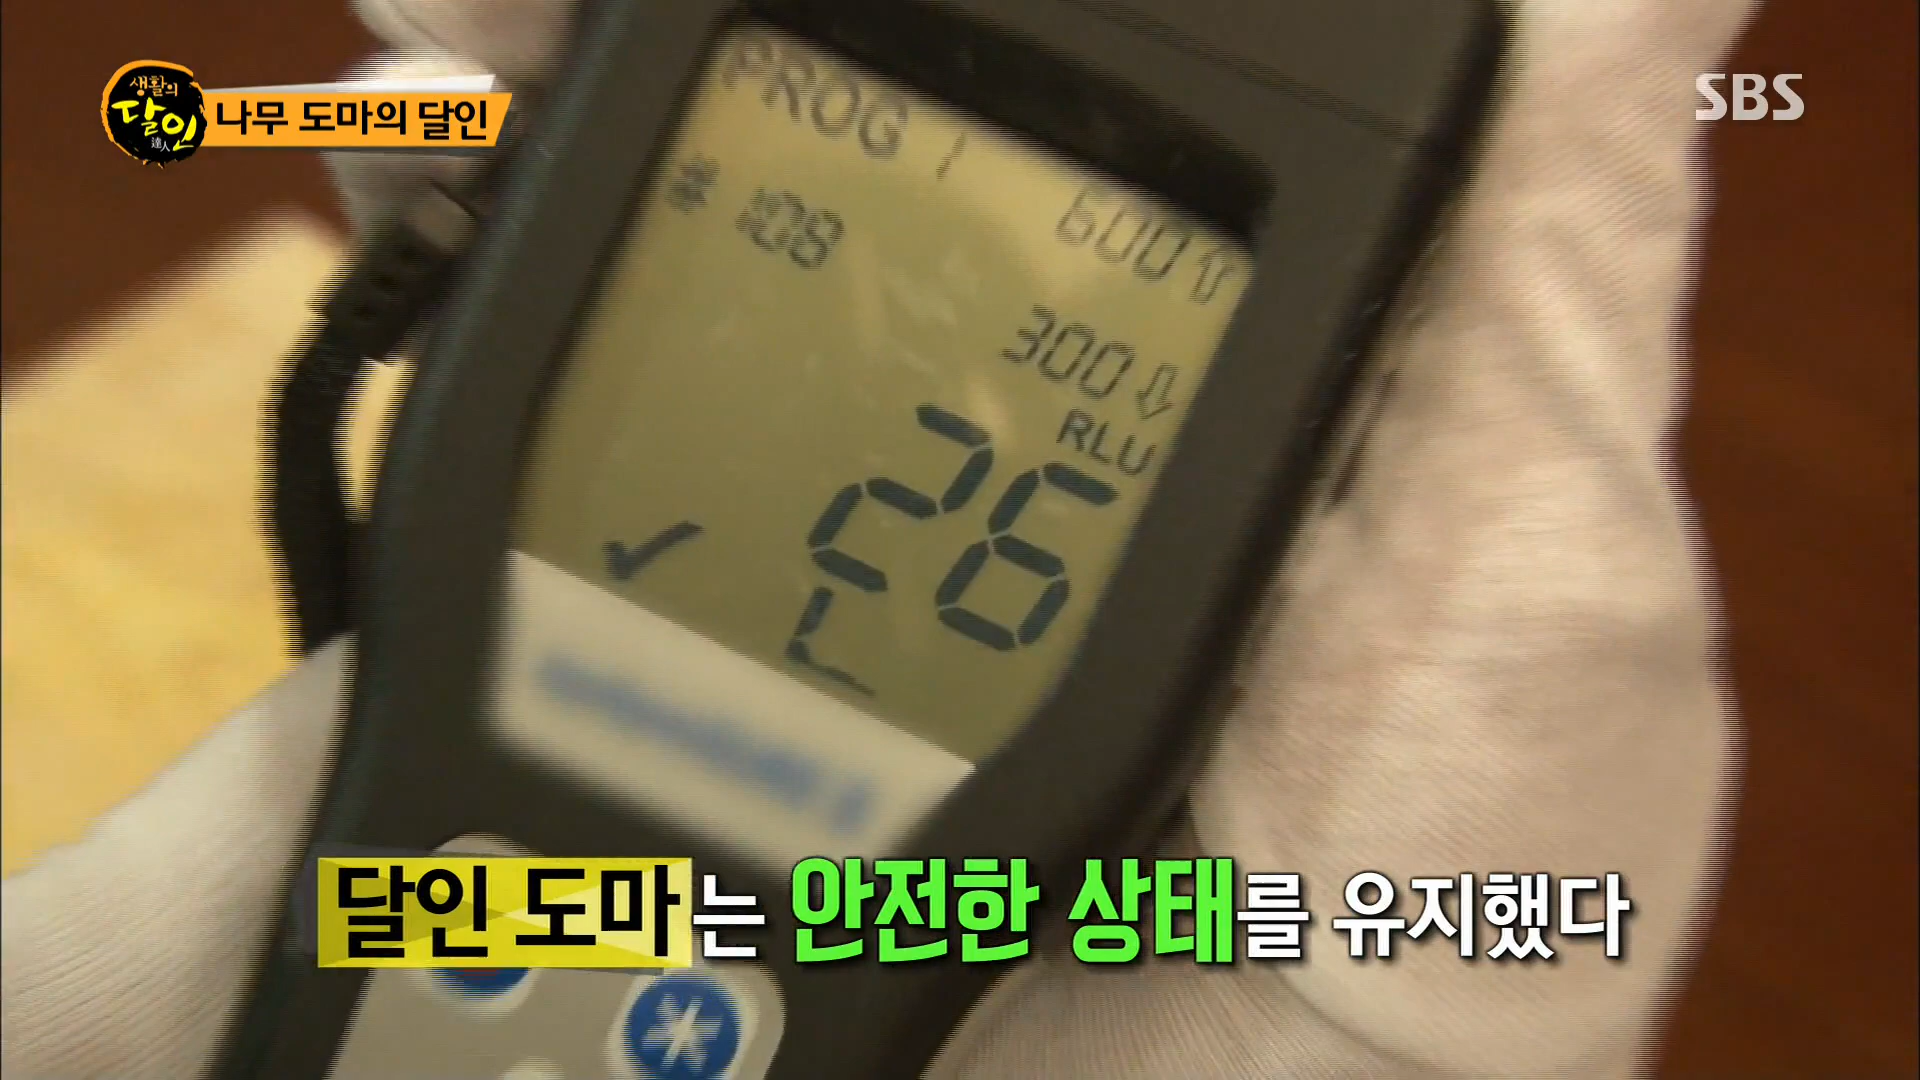 생활의
달인
達人
나무 도마의 달인
SBS
PROG 1
# 108
600
300
RLU
26
달인 도마는 안전한 상태를 유지했다